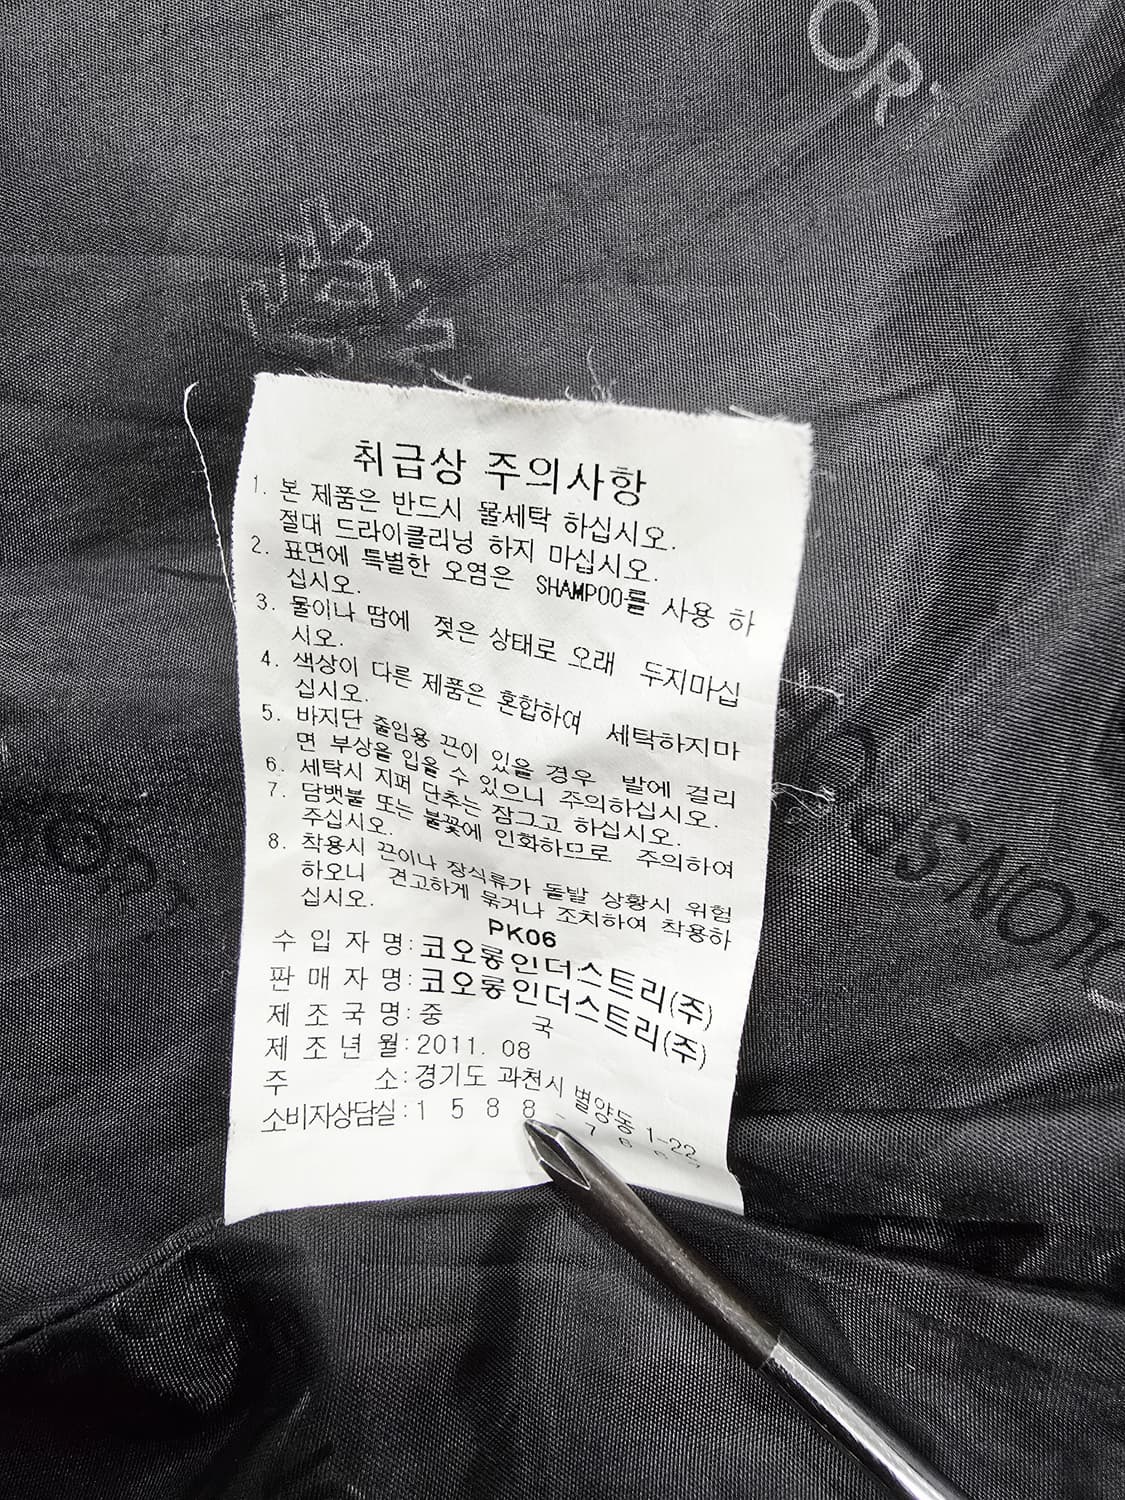 OR
취급상 주의사항
1. 본 제품은 반드시 물세탁 하십시오.
절대 드라이클리닝 하지 마십시오.
2. 표면에 특별한 오염은 SHAMPOO를 사용 하
십시오.
3. 물이나 땀에 젖은 상태로 오래 두지마십
시오.
4. 색상이 다른 제품은 혼합하여 세탁하지마
십시오.
5. 바지단 줄임용 끈이 있을 경우 발에 걸리
면 부상을 입을 수 있으니 주의하십시오.
6. 세탁시 지퍼 단추는 잠그고 하십시오.
7. 담뱃불 또는 불꽃에 인화하므로 주의하여
주십시오.
8. 착용시 끈이나 장식류가 돌발 상황시 위험
하오니 견고하게 묶거나 조치하여 착용하
십시오.
PK06
수 입 자 명: 코오롱인더스트리(주)
판 매 자 명: 코오롱인더스트리(주)
제 조 국 명: 중 국
제 조 년 월: 2011. 08
주 소: 경기도 과천시 별양동 1-22
소비자상담실: 1 5 8 8 - 7 6 6